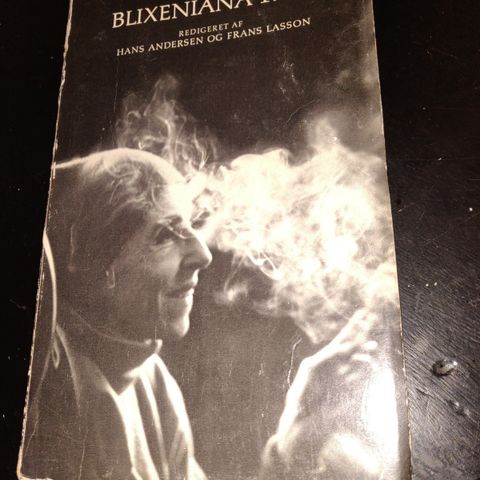 BLIXENIANA
REDIGERET AF
HANS ANDERSEN OG FRANS LASSON